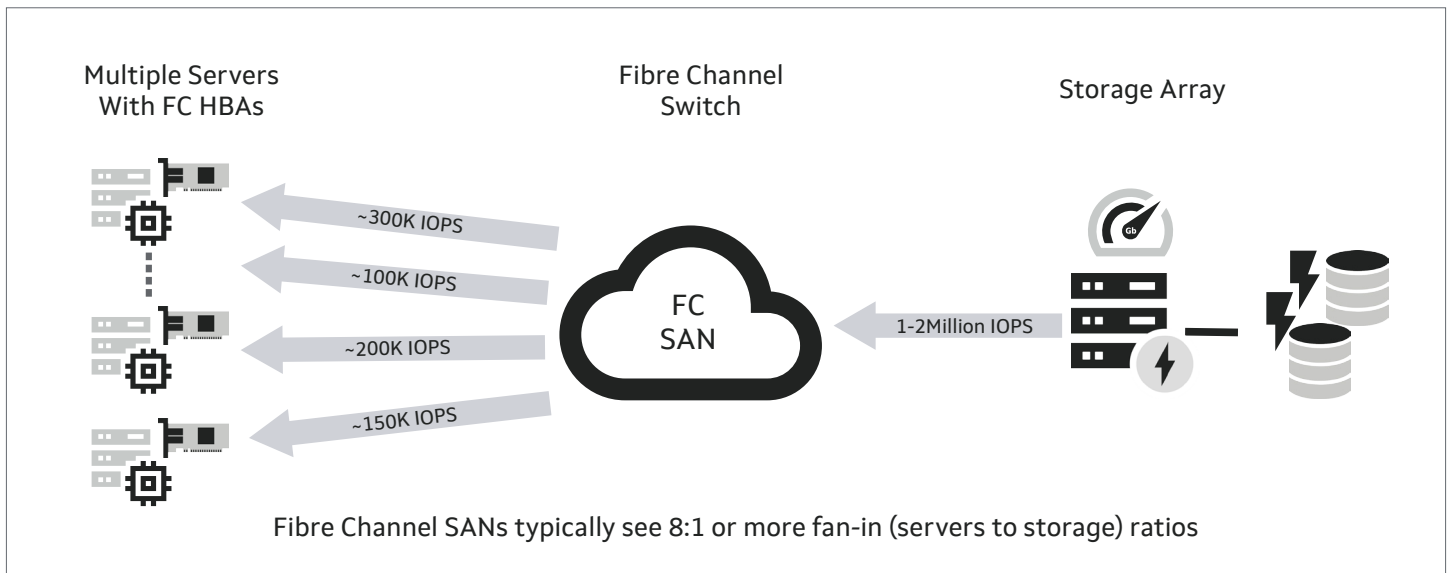 Multiple Servers
With FC HBAs
Fibre Channel
Switch
Storage Array
~300K IOPS
~100K IOPS
~200K IOPS
~150K IOPS
FC
SAN
1-2Million IOPS
Gb
Fibre Channel SANs typically see 8:1 or more fan-in (servers to storage) ratios